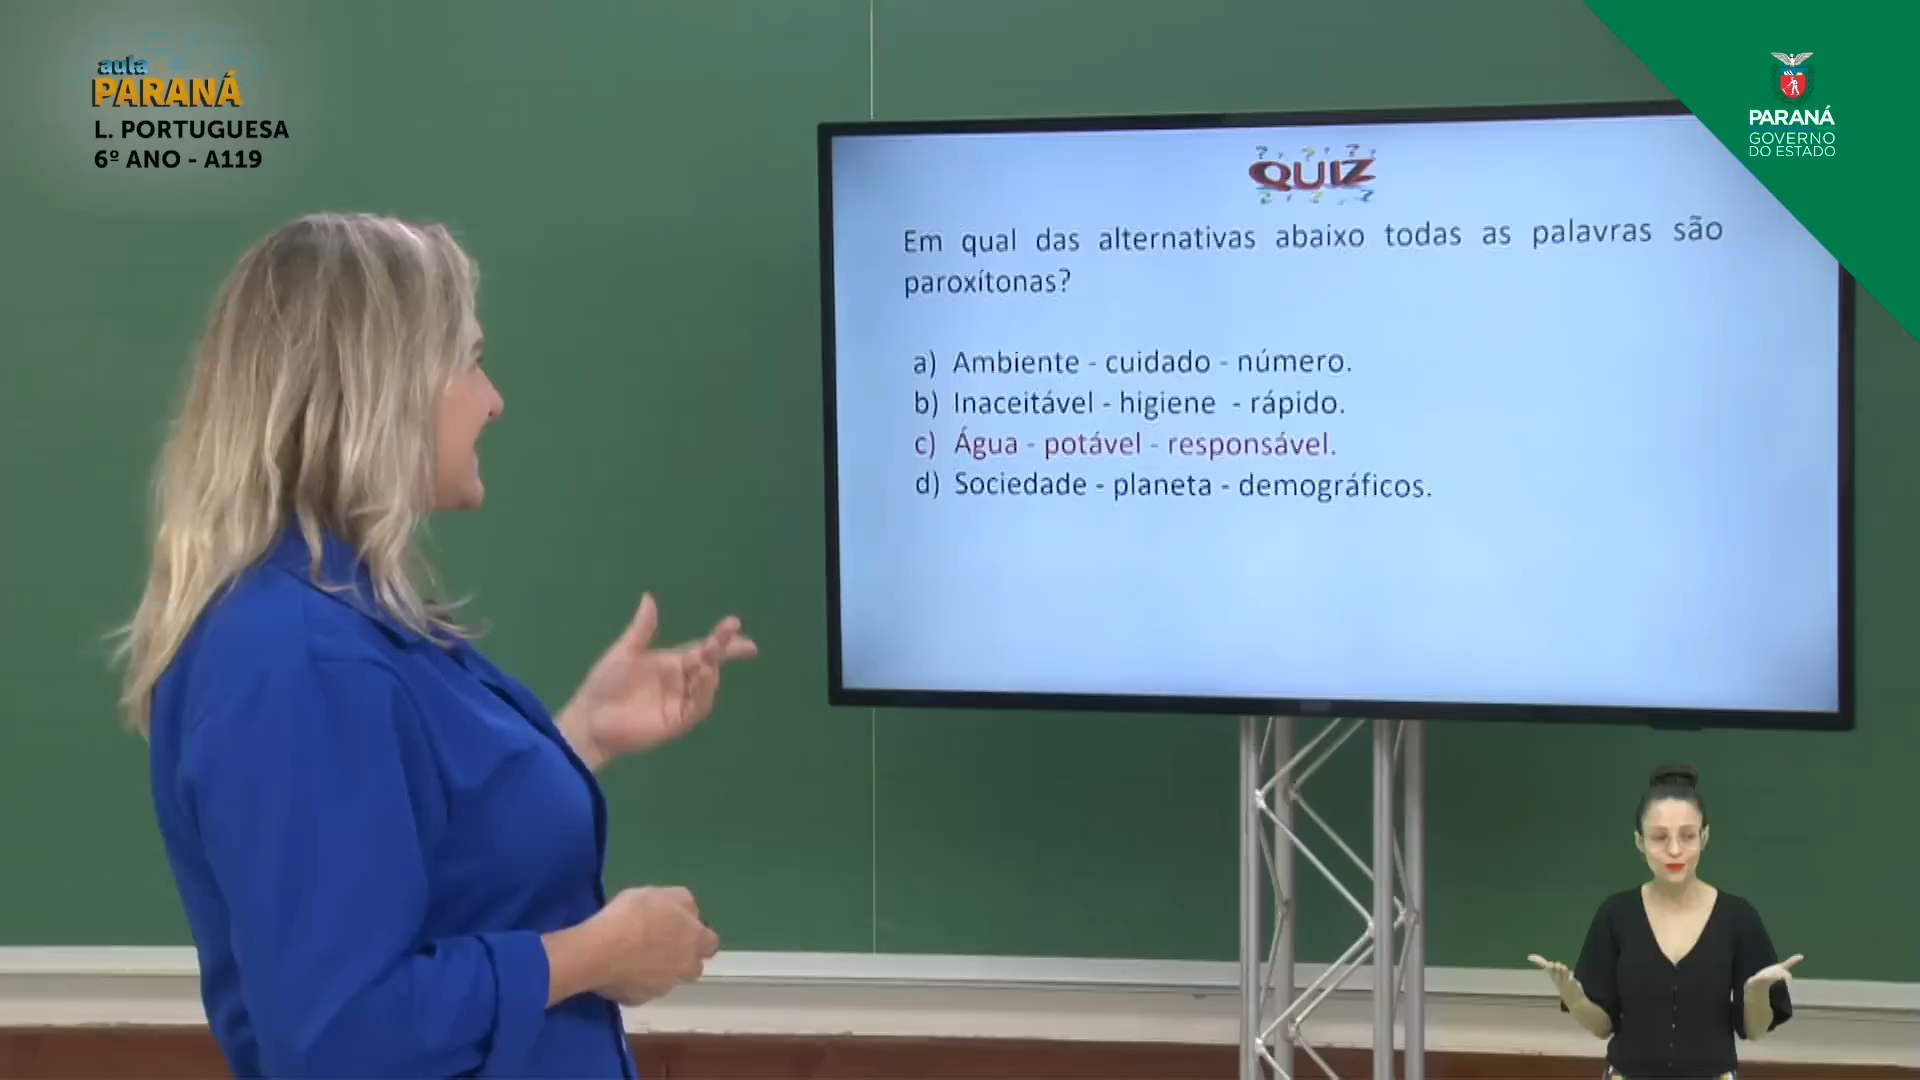 aula
PARANÁ
L. PORTUGUESA
6º ANO - A119
PARANÁ
GOVERNO
DO ESTADO
QUIZ
Em qual das alternativas abaixo todas as palavras são
paroxítonas?
a) Ambiente - cuidado - número.
b) Inaceitável - higiene - rápido.
c) Água - potável - responsável.
d) Sociedade - planeta - demográficos.